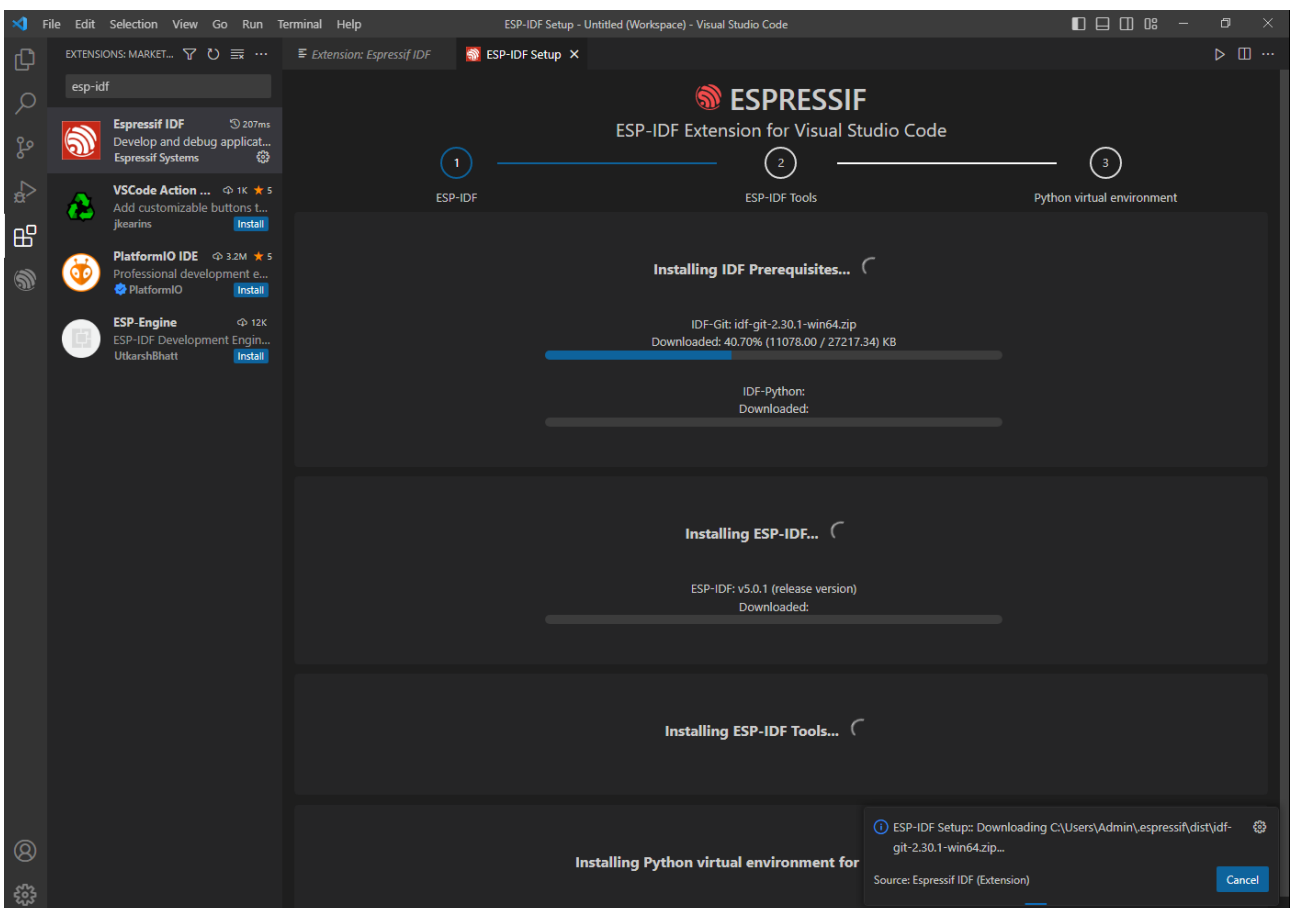 File Edit Selection View Go Run Terminal Help ESP-IDF Setup - Untitled (Workspace) - Visual Studio Code
EXTENSIONS: MARKET...
Extension: Espressif IDF
ESP-IDF Setup
esp-idf
Espressif IDF 207ms
Develop and debug applicat...
Espressif Systems
VSCode Action ... 1K 5
Add customizable buttons t...
jkearins Install
PlatformIO IDE 3.2M 5
Professional development e...
PlatformIO Install
ESP-Engine 12K
ESP-IDF Development Engin...
UtkarshBhatt Install
ESPRESSIF
ESP-IDF Extension for Visual Studio Code
1 2 3
ESP-IDF ESP-IDF Tools Python virtual environment
Installing IDF Prerequisites...
IDF-Git: idf-git-2.30.1-win64.zip
Downloaded: 40.70% (11078.00 / 27217.34) KB
IDF-Python:
Downloaded:
Installing ESP-IDF...
ESP-IDF: v5.0.1 (release version)
Downloaded:
Installing ESP-IDF Tools...
Installing Python virtual environment for
ESP-IDF Setup:: Downloading C:\Users\Admin\.espressif\dist\idf-
git-2.30.1-win64.zip...
Source: Espressif IDF (Extension) Cancel